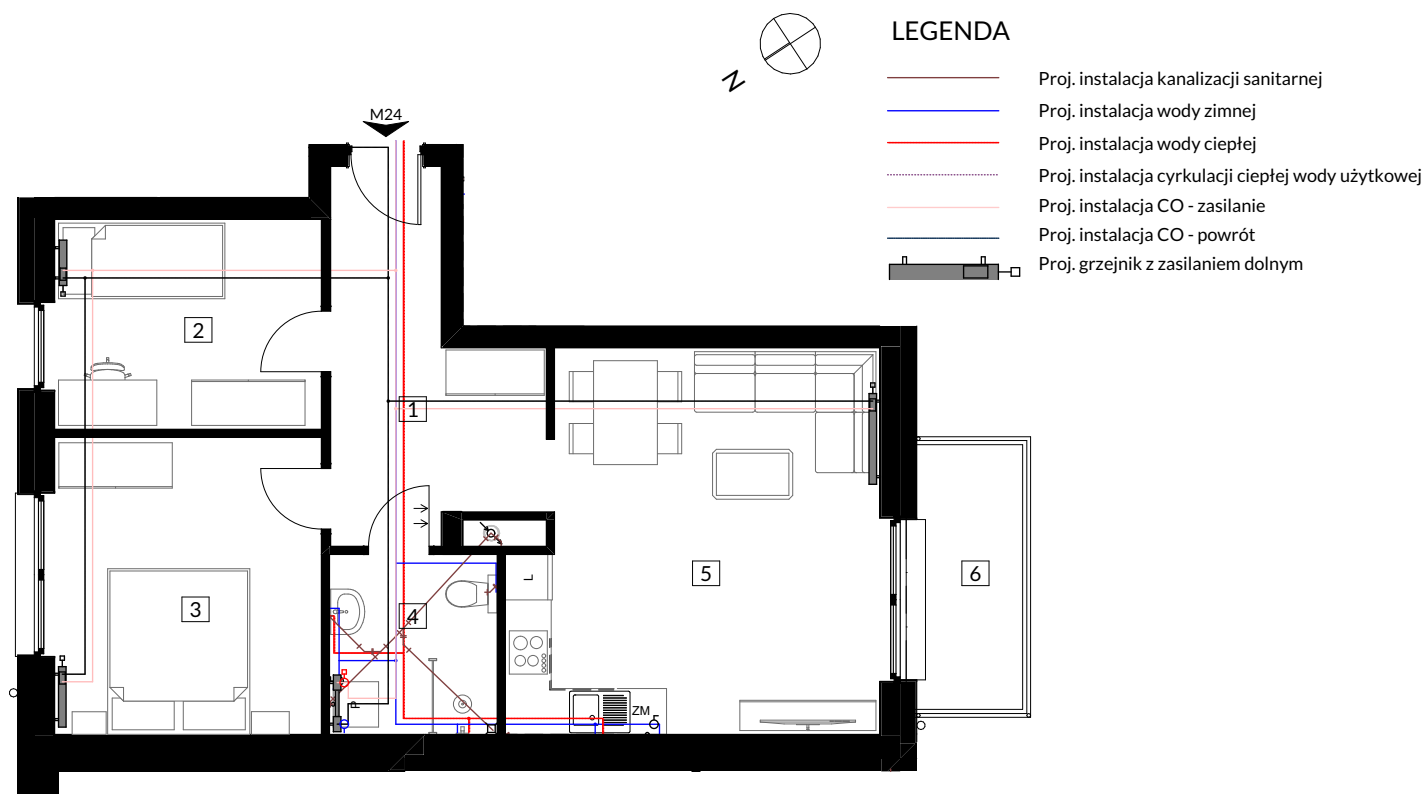 LEGENDA
N
Proj. instalacja kanalizacji sanitarnej
Proj. instalacja wody zimnej
Proj. instalacja wody ciepłej
Proj. instalacja cyrkulacji ciepłej wody użytkowej
Proj. instalacja CO - zasilanie
Proj. instalacja CO - powrót
Proj. grzejnik z zasilaniem dolnym
M24
2
1
L
5
6
3
4
P
ZM